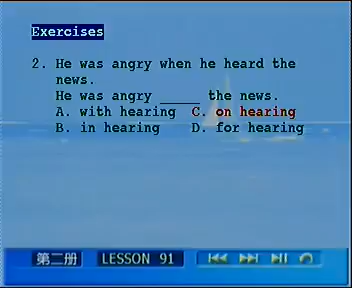 Exercises
2. He was angry when he heard the
news.
He was angry _____ the news.
A. with hearing C. on hearing
B. in hearing D. for hearing
第二册 LESSON 91